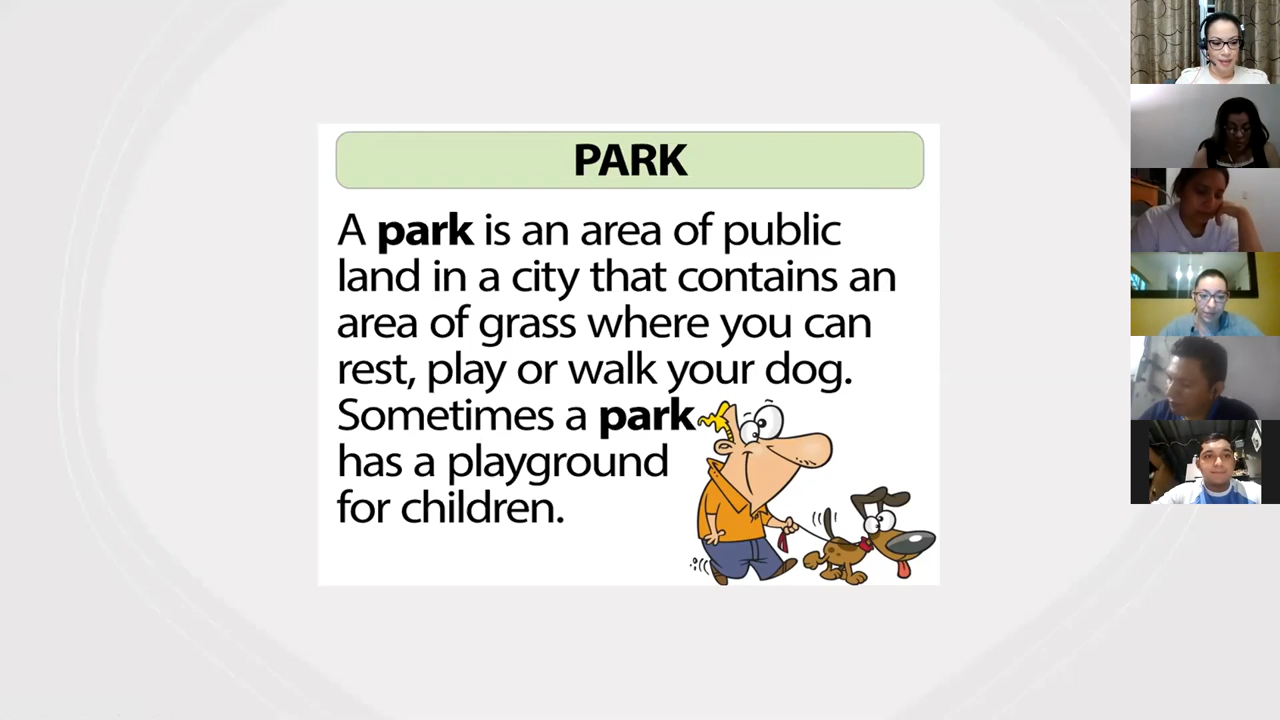 PARK
A park is an area of public
land in a city that contains an
area of grass where you can
rest, play or walk your dog.
Sometimes a park
has a playground
for children.